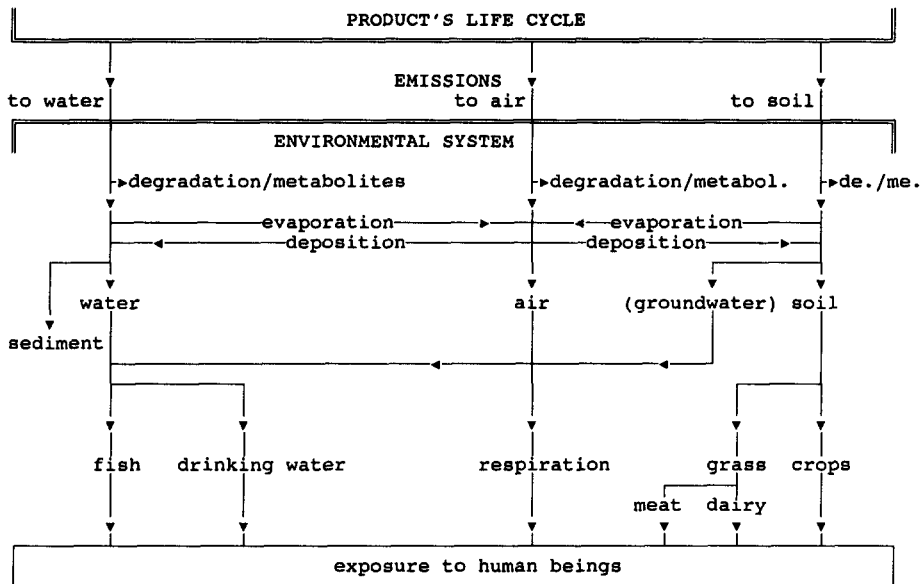 PRODUCT'S LIFE CYCLE
EMISSIONS
to water to air to soil
ENVIRONMENTAL SYSTEM
degradation/metabolites degradation/metabol. de./me.
evaporation evaporation
deposition deposition
water air (groundwater) soil
sediment
fish drinking water respiration grass crops
meat dairy
exposure to human beings